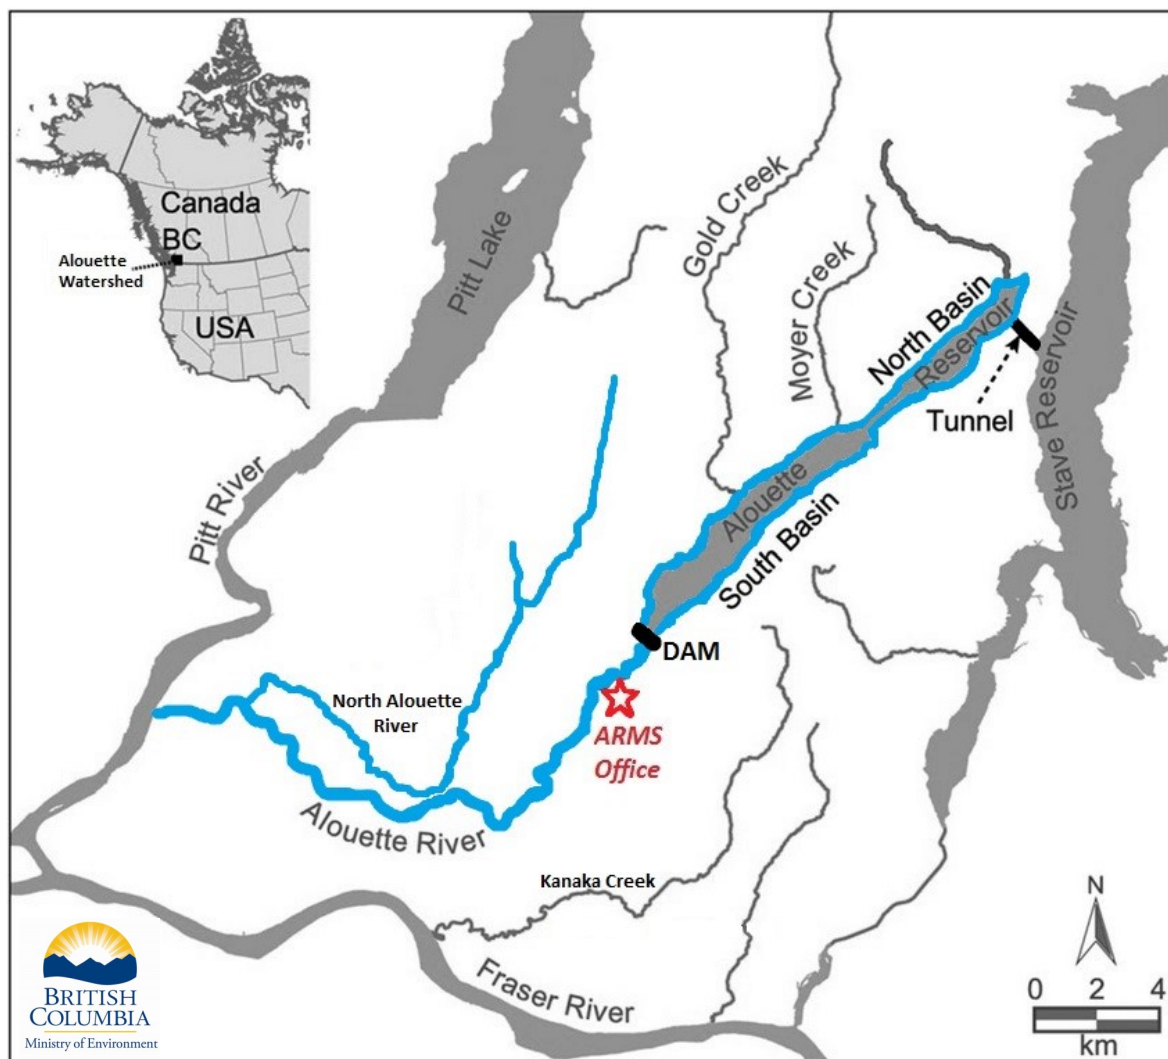 Canada
BC
Alouette
Watershed
USA
Pitt Lake
Gold Creek
Moyer Creek
North Basin
Reservoir
Tunnel
Stave Reservoir
Pitt River
Alouette
South Basin
DAM
North Alouette
River
ARMS
Office
Alouette River
Kanaka Creek
Fraser River
N
0 2 4
km
BRITISH
COLUMBIA
Ministry of Environment